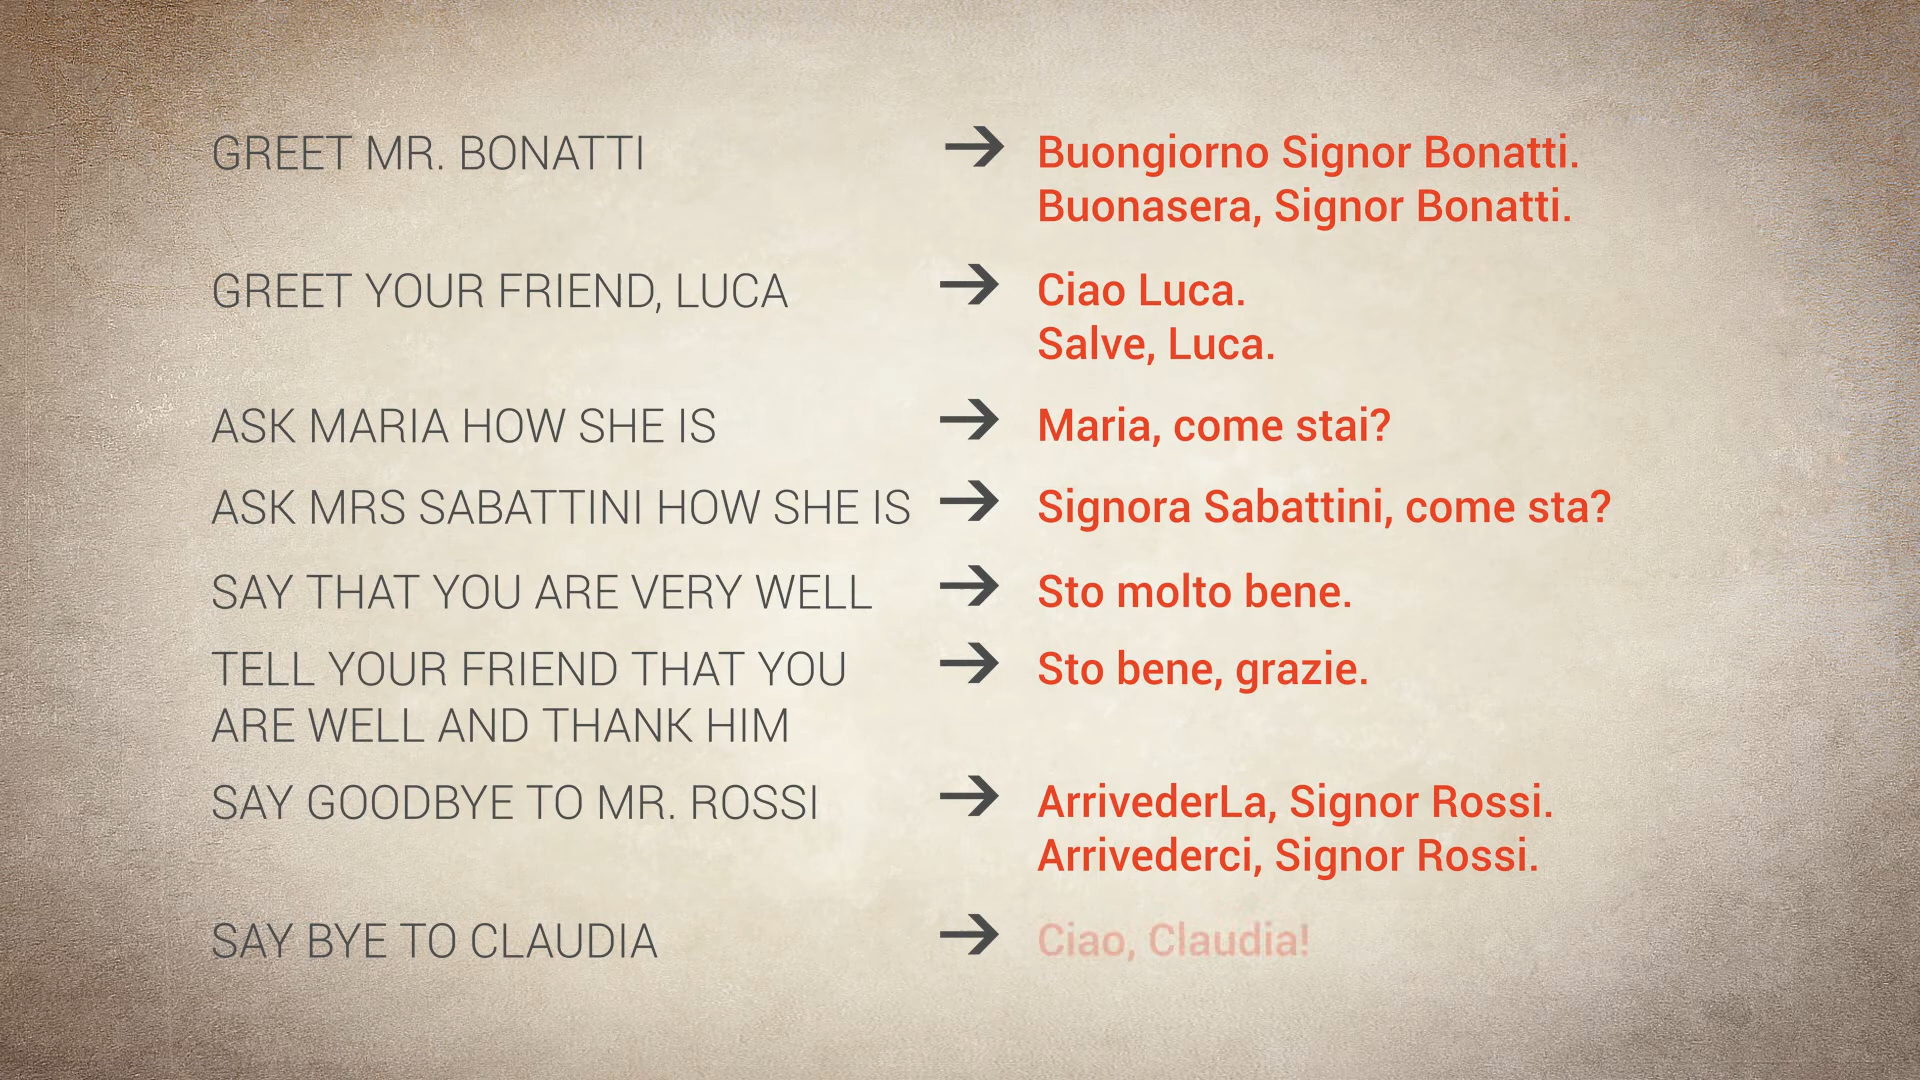 GREET MR. BONATTI → Buongiorno Signor Bonatti.
Buonasera, Signor Bonatti.
GREET YOUR FRIEND, LUCA → Ciao Luca.
Salve, Luca.
ASK MARIA HOW SHE IS → Maria, come stai?
ASK MRS SABATTINI HOW SHE IS → Signora Sabattini, come sta?
SAY THAT YOU ARE VERY WELL → Sto molto bene.
TELL YOUR FRIEND THAT YOU → Sto bene, grazie.
ARE WELL AND THANK HIM
SAY GOODBYE TO MR. ROSSI → ArrivederLa, Signor Rossi.
Arrivederci, Signor Rossi.
SAY BYE TO CLAUDIA → Ciao, Claudia!